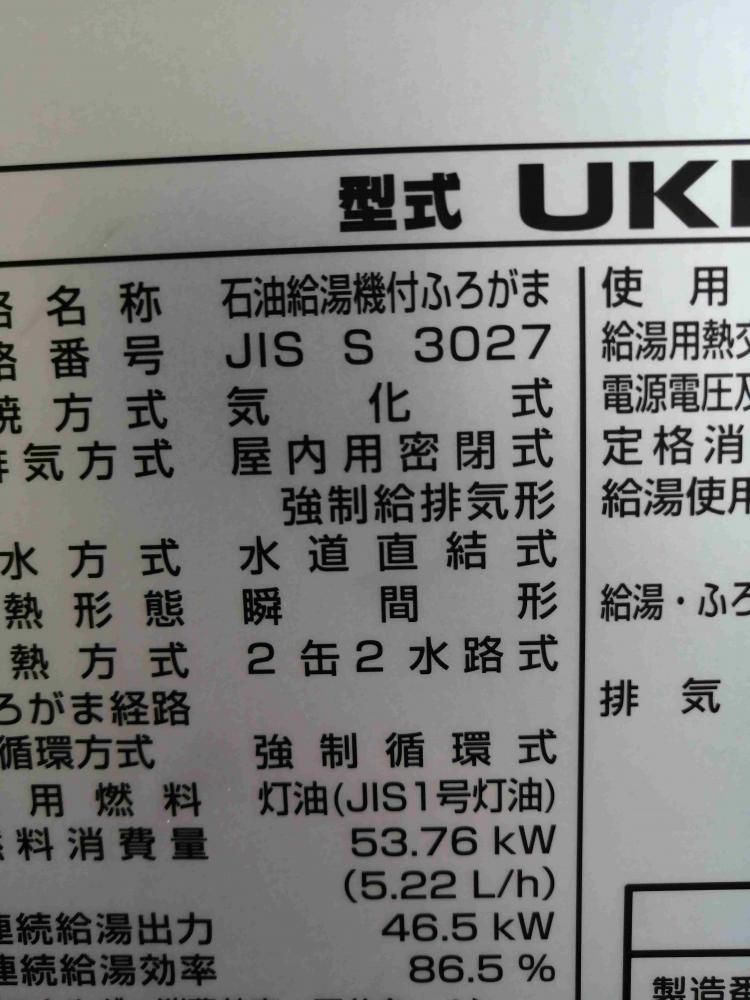 型式 UK
名称 石油給湯機付ふろがま
番号 JIS S 3027
方式 気化式
気方式 屋内用密閉式
強制給排気形
水方式 水道直結式
熱形態 瞬間形
熱方式 2缶2水路式
ろがま経路
循環方式 強制循環式
用燃料 灯油(JIS1号灯油)
料消費量 53.76 kW
(5.22 L/h)
連続給湯出力 46.5 kW
連続給湯効率 86.5 %
使用
給湯用熱交
電源電圧及
定格消
給湯使用
給湯・ふろ
排気
製造番